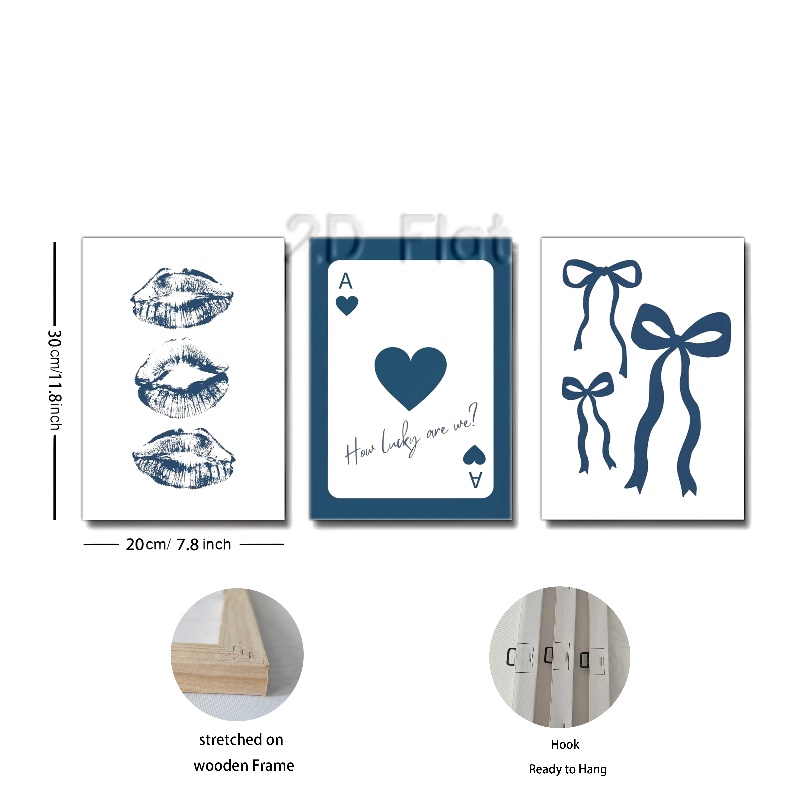 2D Flat
A
How Lucky are we?
A
30cm/11.8inch
20cm/ 7.8 inch
stretched on
wooden Frame
Hook
Ready to Hang